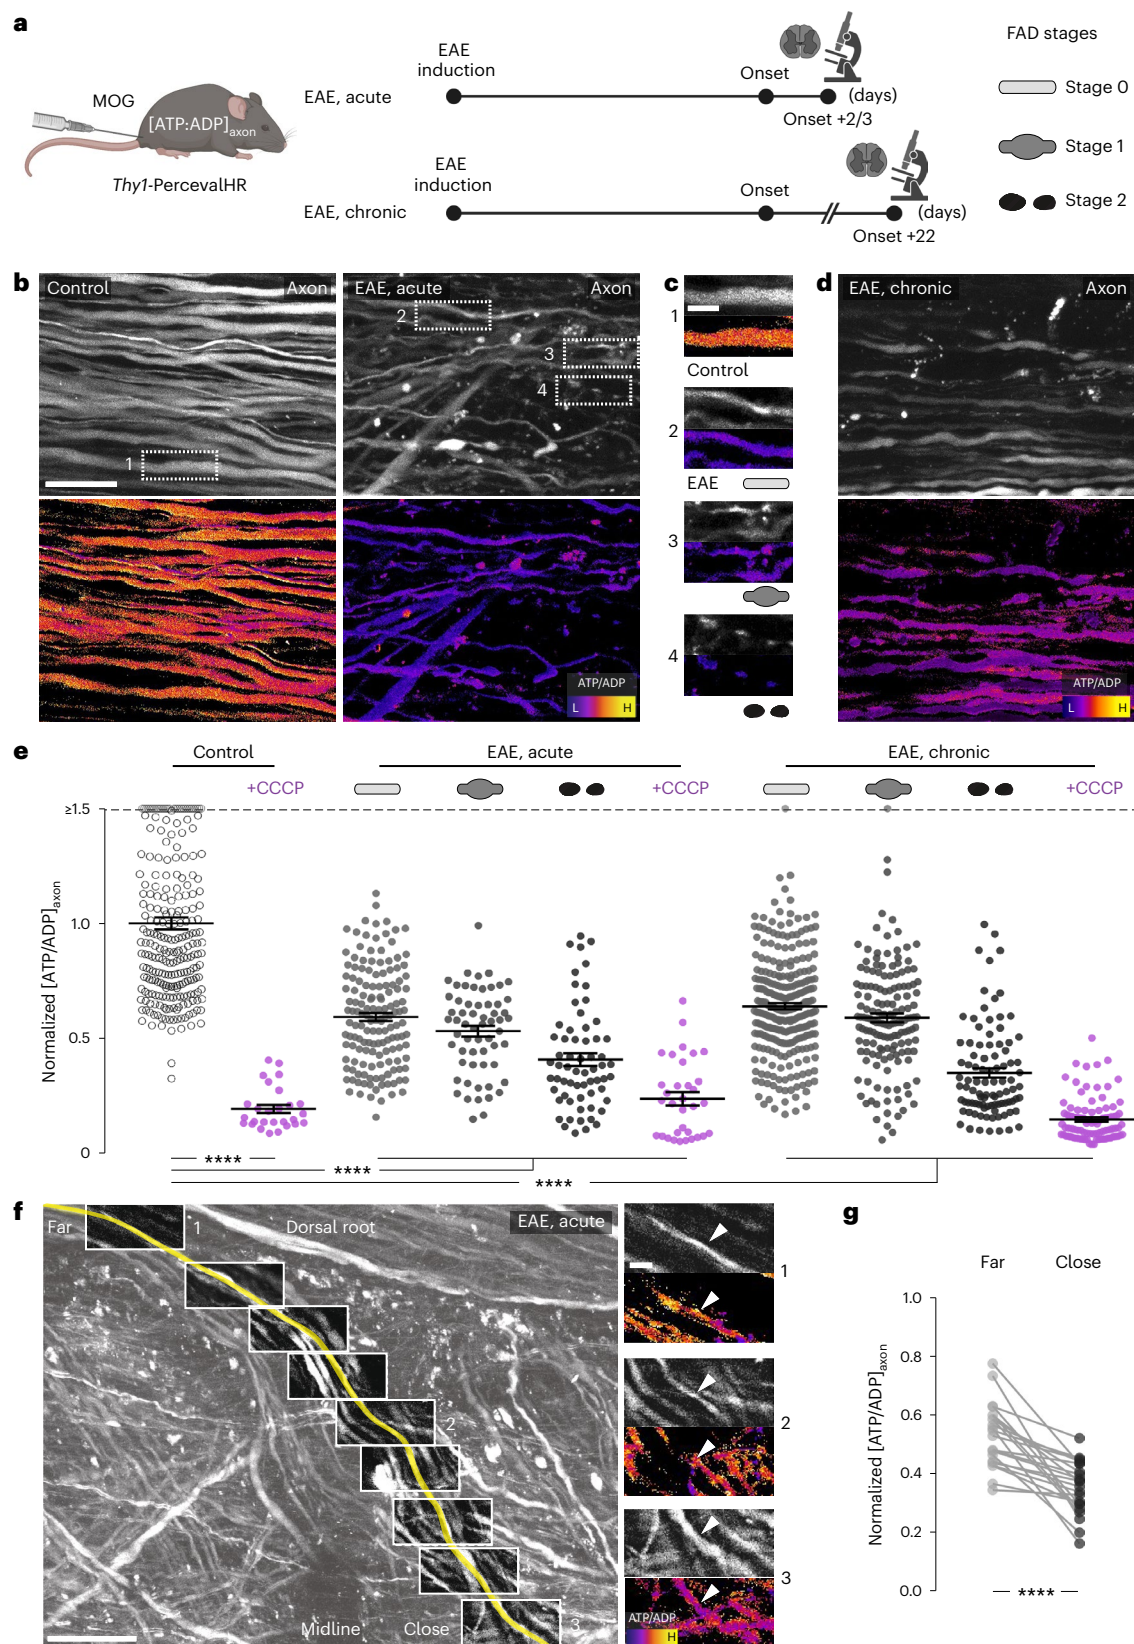 a
MOG
[ATP:ADP]axon
Thy1-PercevalHR
EAE induction
Onset
EAE, acute
(days)
Onset +2/3
EAE induction
Onset
EAE, chronic
(days)
Onset +22
FAD stages
Stage 0
Stage 1
Stage 2
b
Control
Axon
1
EAE, acute
Axon
2
3
4
ATP/ADP
L
H
c
1
Control
2
EAE
3
4
d
EAE, chronic
Axon
ATP/ADP
L
H
e
Control
EAE, acute
EAE, chronic
+CCCP
+CCCP
+CCCP
Normalized [ATP/ADP]axon
≥1.5
1.0
0.5
0
****
****
****
f
Far
1
Dorsal root
EAE, acute
2
Midline
Close
3
1
2
3
ATP/ADP
H
g
Far
Close
Normalized [ATP/ADP]axon
1.0
0.8
0.6
0.4
0.2
0.0
****